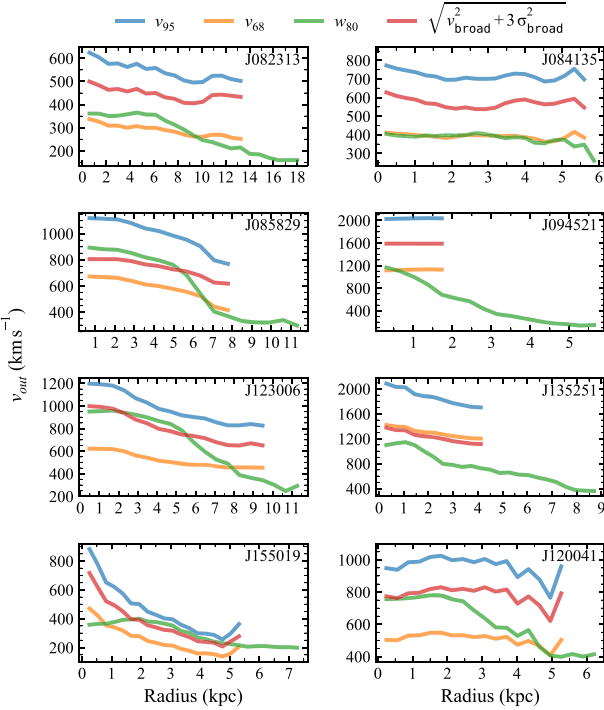 v95 v68 w80 √(v²broad + 3σ²broad)
J082313
600
500
400
300
200
0 2 4 6 8 10 12 14 16 18
J084135
800
700
600
500
400
300
0 1 2 3 4 5 6
J085829
1000
800
600
400
1 2 3 4 5 6 7 8 9 10 11
J094521
2000
1600
1200
800
400
1 2 3 4 5
J123006
1200
1000
800
600
400
200
0 1 2 3 4 5 6 7 8 9 10 11
J135251
2000
1600
1200
800
400
0 1 2 3 4 5 6 7 8 9
J155019
800
600
400
200
0 1 2 3 4 5 6 7
J120041
1000
800
600
400
0 1 2 3 4 5 6
vout (km s⁻¹)
Radius (kpc) Radius (kpc)